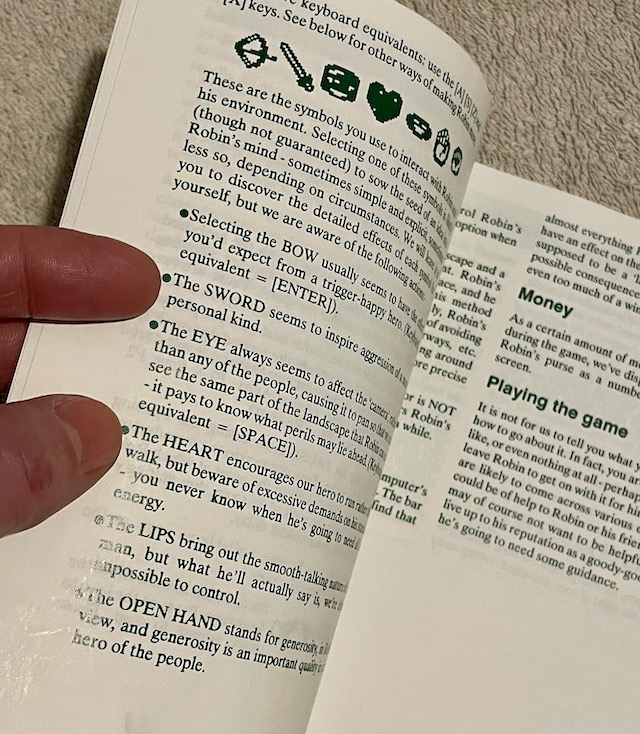 keyboard equivalents; use the [A] [S]
[X] keys. See below for other ways of making Robin
These are the symbols you use to interact with
his environment. Selecting one of these symbols
(though not guaranteed) to sow the seed of an
Robin's mind - sometimes simple and explicit,
less so, depending on circumstances. We will
you to discover the detailed effects of each
yourself, but we are aware of the following
●Selecting the BOW usually seems to have the
you'd expect from a trigger-happy hero.
equivalent = [ENTER]).
●The SWORD seems to inspire aggression of a
personal kind.
●The EYE always seems to affect the 'camera'
than any of the people, causing it to pan so that
see the same part of the landscape that Robin
- it pays to know what perils may lie ahead.
equivalent = [SPACE]).
●The HEART encourages our hero to run
walk, but beware of excessive demands on his
- you never know when he's going to need
energy.
The LIPS bring out the smooth-talking
man, but what he'll actually say is, we're
impossible to control.
The OPEN HAND stands for generosity, in
view, and generosity is an important quality
hero of the people.
Robin's
when
scape and a
Robin's
and he
his method
Robin's
of avoiding
etc.
around
precise
is NOT
Robin's
while.
The bar
find that
almost everything
have an effect on the
supposed to be a
possible consequence
even too much of a
Money
As a certain amount of
during the game, we've
Robin's purse as a
screen.
Playing the game
It is not for us to tell you what
how to go about it. In fact, you
like, or even nothing at all - perhaps
leave Robin to get on with it for
are likely to come across various
could be of help to Robin or his
may of course not want to be
live up to his reputation as a goody-
he's going to need some guidance.